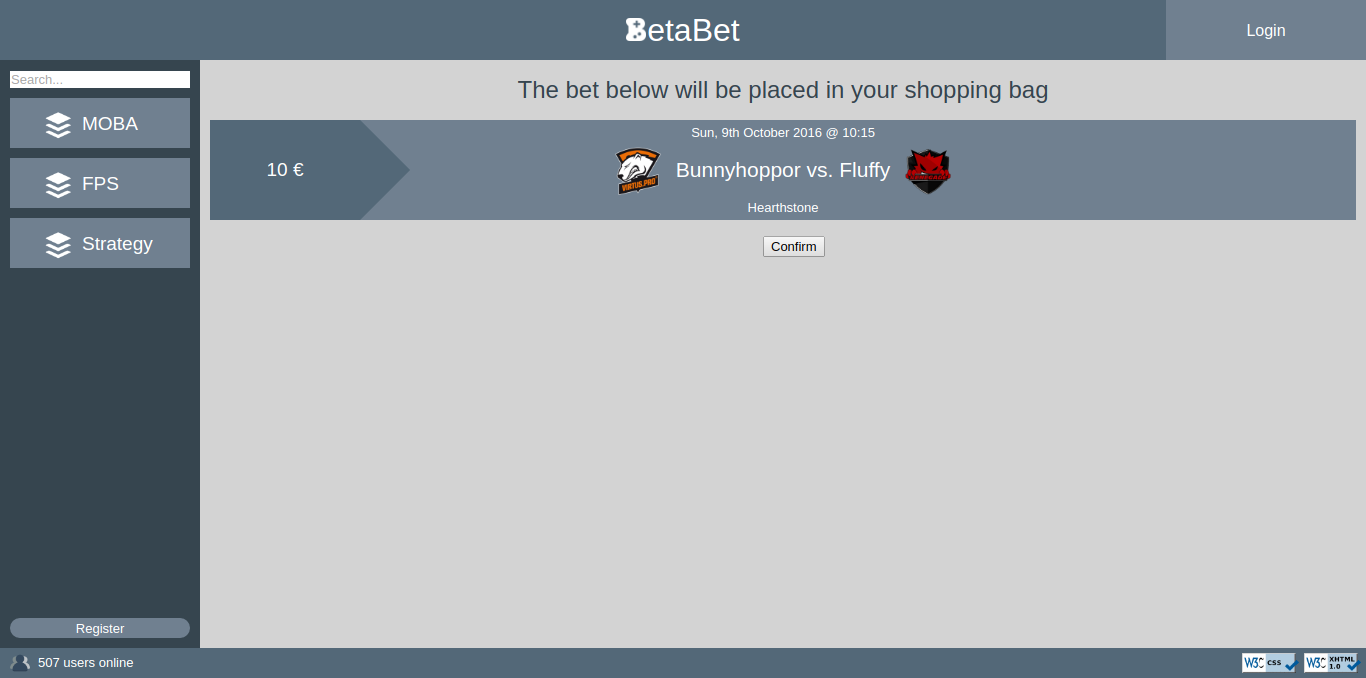 BetaBet
Login
Search...
MOBA
FPS
Strategy
Register
The bet below will be placed in your shopping bag
10 €
Sun, 9th October 2016 @ 10:15
VIRTUS.PRO
Bunnyhoppor vs. Fluffy
Hearthstone
Confirm
507 users online
W3C CSS
W3C XHTML 1.0